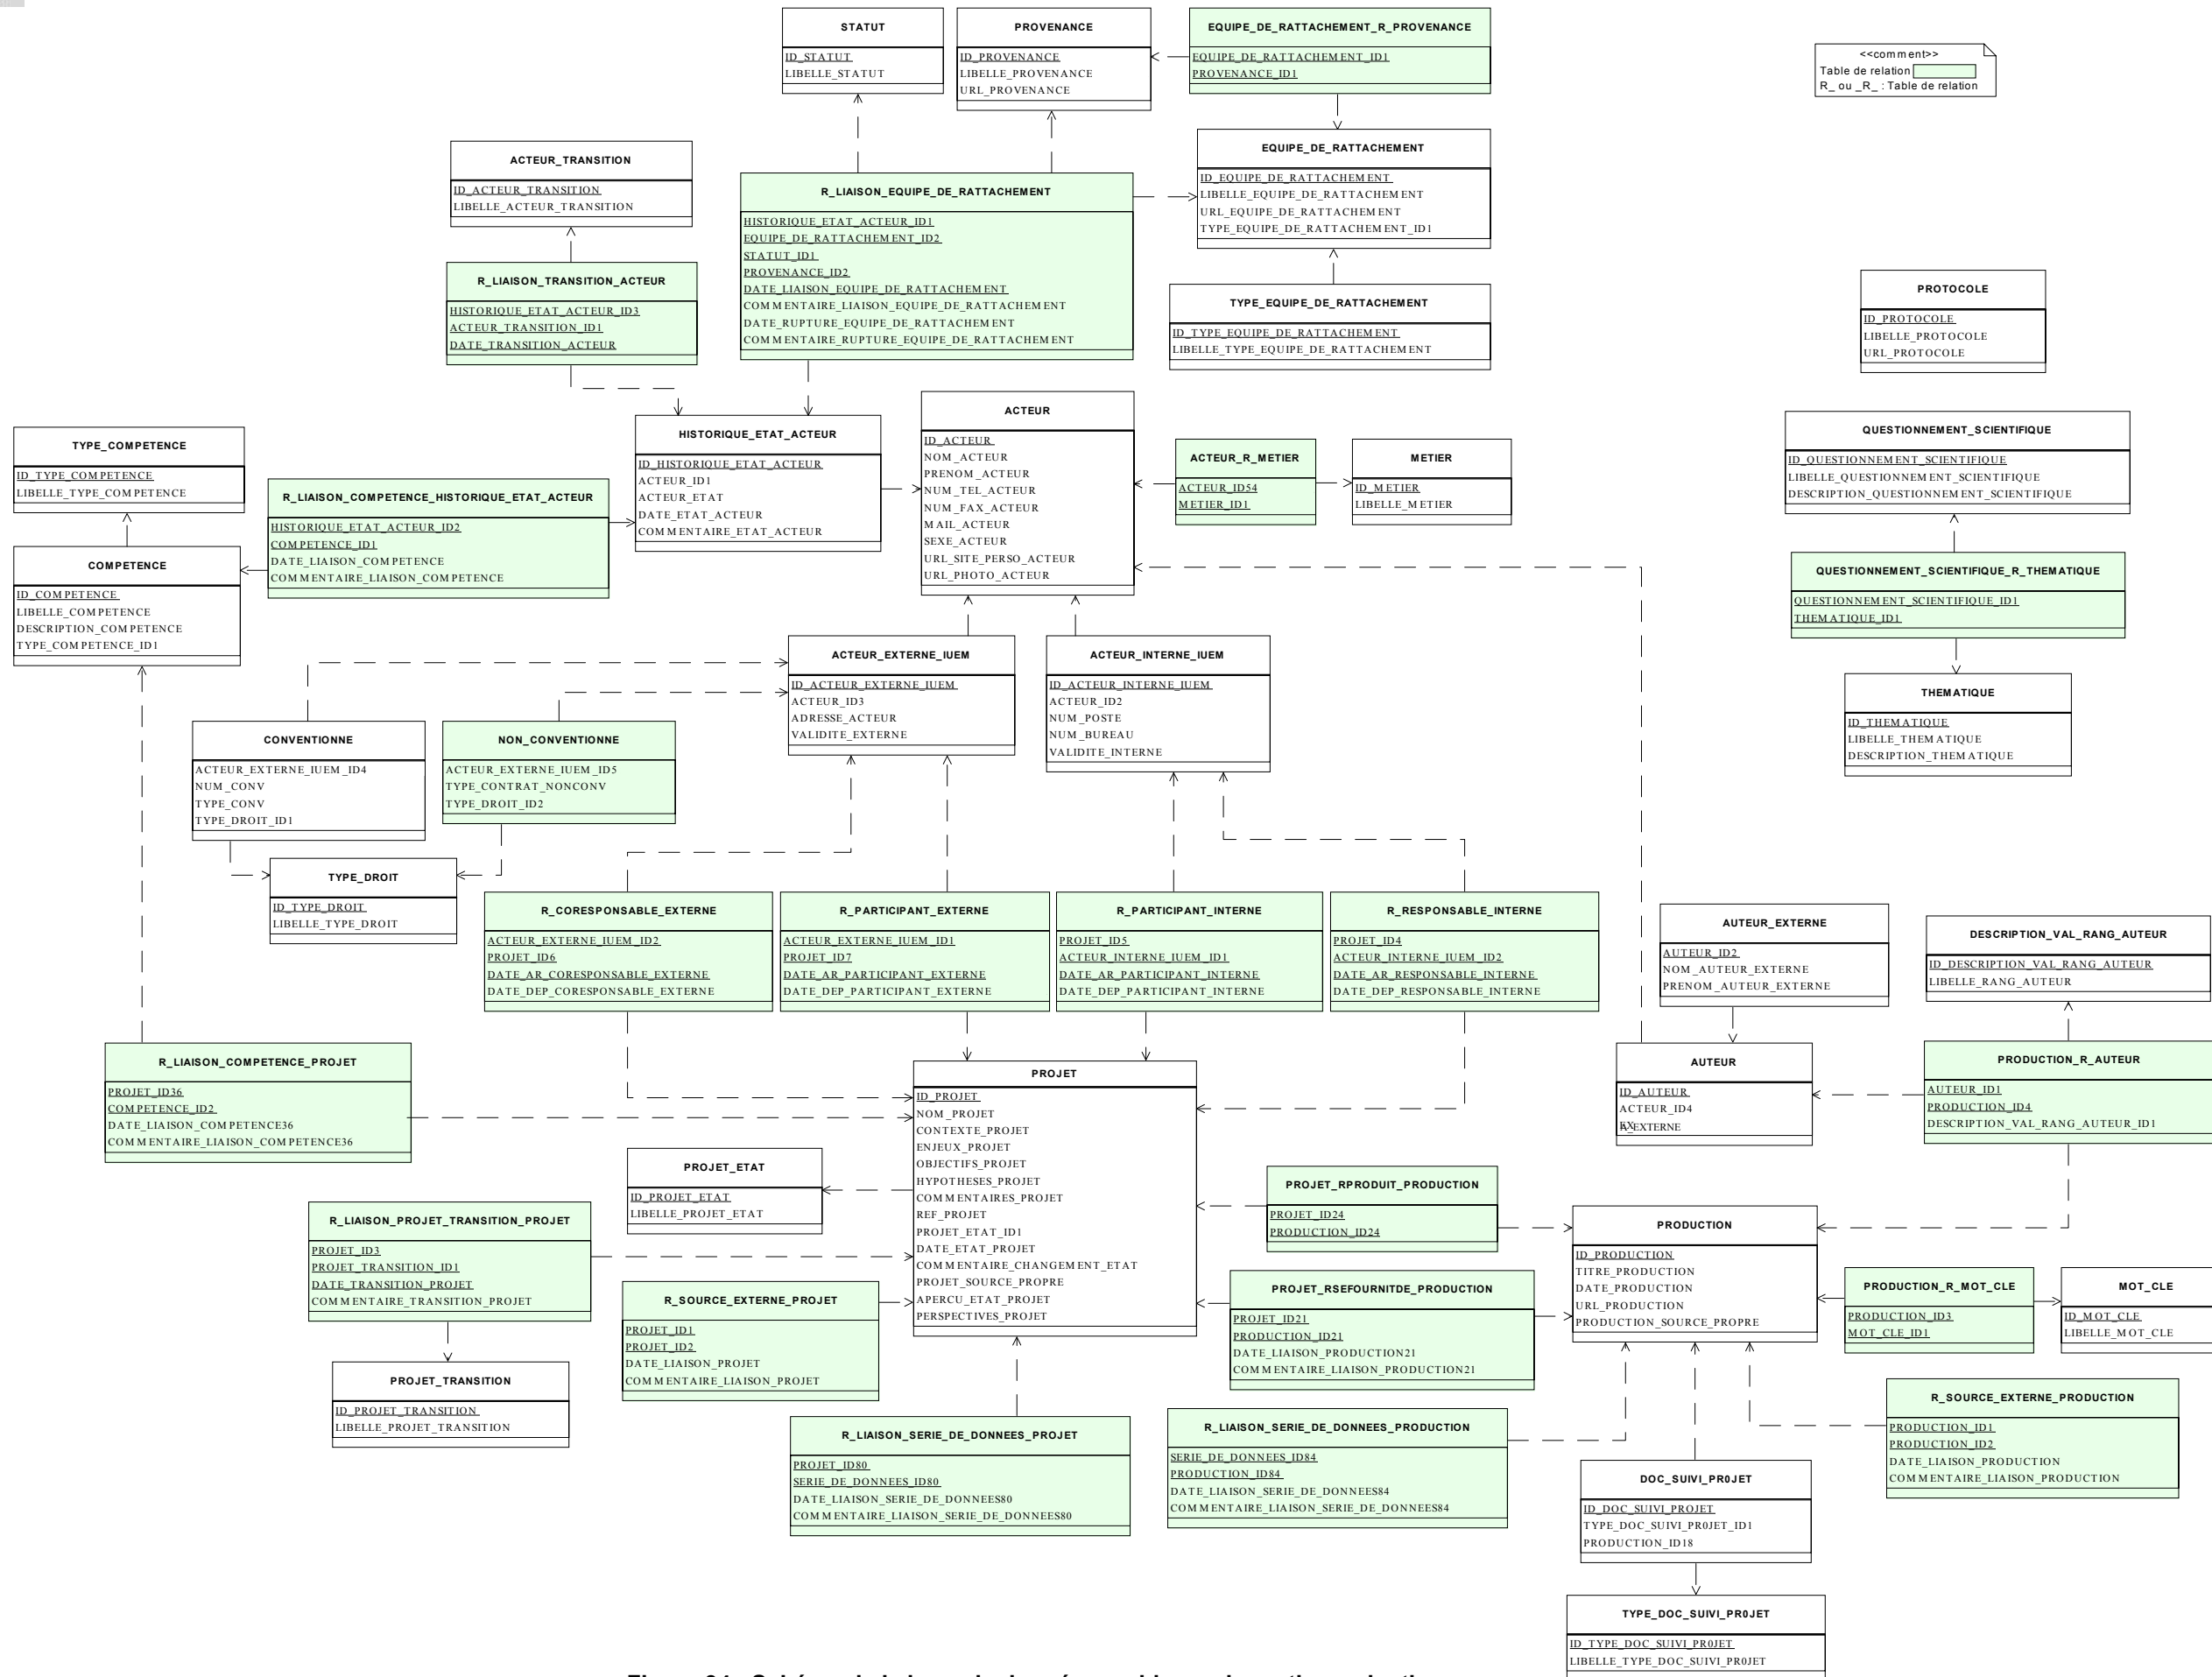 STATUT
ID_STATUT
LIBELLE_STATUT
PROVENANCE
ID_PROVENANCE
LIBELLE_PROVENANCE
URL_PROVENANCE
EQUIPE_DE_RATTACHEMENT_R_PROVENANCE
EQUIPE_DE_RATTACHEMENT_ID1
PROVENANCE_ID1
<<comment>>
Table de relation
R_ ou _R_ : Table de relation
ACTEUR_TRANSITION
ID_ACTEUR_TRANSITION
LIBELLE_ACTEUR_TRANSITION
R_LIAISON_EQUIPE_DE_RATTACHEMENT
HISTORIQUE_ETAT_ACTEUR_ID1
EQUIPE_DE_RATTACHEMENT_ID2
STATUT_ID1
PROVENANCE_ID2
DATE_LIAISON_EQUIPE_DE_RATTACHEMENT
COMMENTAIRE_LIAISON_EQUIPE_DE_RATTACHEMENT
DATE_RUPTURE_EQUIPE_DE_RATTACHEMENT
COMMENTAIRE_RUPTURE_EQUIPE_DE_RATTACHEMENT
EQUIPE_DE_RATTACHEMENT
ID_EQUIPE_DE_RATTACHEMENT
LIBELLE_EQUIPE_DE_RATTACHEMENT
URL_EQUIPE_DE_RATTACHEMENT
TYPE_EQUIPE_DE_RATTACHEMENT_ID1
R_LIAISON_TRANSITION_ACTEUR
HISTORIQUE_ETAT_ACTEUR_ID3
ACTEUR_TRANSITION_ID1
DATE_TRANSITION_ACTEUR
TYPE_EQUIPE_DE_RATTACHEMENT
ID_TYPE_EQUIPE_DE_RATTACHEMENT
LIBELLE_TYPE_EQUIPE_DE_RATTACHEMENT
PROTOCOLE
ID_PROTOCOLE
LIBELLE_PROTOCOLE
URL_PROTOCOLE
TYPE_COMPETENCE
ID_TYPE_COMPETENCE
LIBELLE_TYPE_COMPETENCE
R_LIAISON_COMPETENCE_HISTORIQUE_ETAT_ACTEUR
HISTORIQUE_ETAT_ACTEUR_ID2
COMPETENCE_ID1
DATE_LIAISON_COMPETENCE
COMMENTAIRE_LIAISON_COMPETENCE
HISTORIQUE_ETAT_ACTEUR
ID_HISTORIQUE_ETAT_ACTEUR
ACTEUR_ID1
ACTEUR_ETAT
DATE_ETAT_ACTEUR
COMMENTAIRE_ETAT_ACTEUR
ACTEUR
ID_ACTEUR
NOM_ACTEUR
PRENOM_ACTEUR
NUM_TEL_ACTEUR
NUM_FAX_ACTEUR
MAIL_ACTEUR
SEXE_ACTEUR
URL_SITE_PERSO_ACTEUR
URL_PHOTO_ACTEUR
ACTEUR_R_METIER
ACTEUR_ID54
METIER_ID1
METIER
ID_METIER
LIBELLE_METIER
QUESTIONNEMENT_SCIENTIFIQUE
ID_QUESTIONNEMENT_SCIENTIFIQUE
LIBELLE_QUESTIONNEMENT_SCIENTIFIQUE
DESCRIPTION_QUESTIONNEMENT_SCIENTIFIQUE
COMPETENCE
ID_COMPETENCE
LIBELLE_COMPETENCE
DESCRIPTION_COMPETENCE
TYPE_COMPETENCE_ID1
QUESTIONNEMENT_SCIENTIFIQUE_R_THEMATIQUE
QUESTIONNEMENT_SCIENTIFIQUE_ID1
THEMATIQUE_ID1
ACTEUR_EXTERNE_IUEM
ID_ACTEUR_EXTERNE_IUEM
ACTEUR_ID3
ADRESSE_ACTEUR
VALIDITE_EXTERNE
ACTEUR_INTERNE_IUEM
ID_ACTEUR_INTERNE_IUEM
ACTEUR_ID2
NUM_POSTE
NUM_BUREAU
VALIDITE_INTERNE
THEMATIQUE
ID_THEMATIQUE
LIBELLE_THEMATIQUE
DESCRIPTION_THEMATIQUE
CONVENTIONNE
ACTEUR_EXTERNE_IUEM_ID4
NUM_CONV
TYPE_CONV
TYPE_DROIT_ID1
NON_CONVENTIONNE
ACTEUR_EXTERNE_IUEM_ID5
TYPE_CONTRAT_NONCONV
TYPE_DROIT_ID2
TYPE_DROIT
ID_TYPE_DROIT
LIBELLE_TYPE_DROIT
R_CORESPONSABLE_EXTERNE
ACTEUR_EXTERNE_IUEM_ID2
PROJET_ID6
DATE_AR_CORESPONSABLE_EXTERNE
DATE_DEP_CORESPONSABLE_EXTERNE
R_PARTICIPANT_EXTERNE
ACTEUR_EXTERNE_IUEM_ID1
PROJET_ID7
DATE_AR_PARTICIPANT_EXTERNE
DATE_DEP_PARTICIPANT_EXTERNE
R_PARTICIPANT_INTERNE
PROJET_ID5
ACTEUR_INTERNE_IUEM_ID1
DATE_AR_PARTICIPANT_INTERNE
DATE_DEP_PARTICIPANT_INTERNE
R_RESPONSABLE_INTERNE
PROJET_ID4
ACTEUR_INTERNE_IUEM_ID2
DATE_AR_RESPONSABLE_INTERNE
DATE_DEP_RESPONSABLE_INTERNE
AUTEUR_EXTERNE
AUTEUR_ID2
NOM_AUTEUR_EXTERNE
PRENOM_AUTEUR_EXTERNE
DESCRIPTION_VAL_RANG_AUTEUR
ID_DESCRIPTION_VAL_RANG_AUTEUR
LIBELLE_RANG_AUTEUR
R_LIAISON_COMPETENCE_PROJET
PROJET_ID36
COMPETENCE_ID2
DATE_LIAISON_COMPETENCE36
COMMENTAIRE_LIAISON_COMPETENCE36
PROJET
ID_PROJET
NOM_PROJET
CONTEXTE_PROJET
ENJEUX_PROJET
OBJECTIFS_PROJET
HYPOTHESES_PROJET
COMMENTAIRES_PROJET
REF_PROJET
PROJET_ETAT_ID1
DATE_ETAT_PROJET
COMMENTAIRE_CHANGEMENT_ETAT
PROJET_SOURCE_PROPRE
APERCU_ETAT_PROJET
PERSPECTIVES_PROJET
AUTEUR
ID_AUTEUR
ACTEUR_ID4
PRODUCTION_R_AUTEUR
AUTEUR_ID1
PRODUCTION_ID4
DESCRIPTION_VAL_RANG_AUTEUR_ID1
PROJET_ETAT
ID_PROJET_ETAT
LIBELLE_PROJET_ETAT
PROJET_RPRODUIT_PRODUCTION
PROJET_ID24
PRODUCTION_ID24
R_LIAISON_PROJET_TRANSITION_PROJET
PROJET_ID3
PROJET_TRANSITION_ID1
DATE_TRANSITION_PROJET
COMMENTAIRE_TRANSITION_PROJET
PRODUCTION
ID_PRODUCTION
TITRE_PRODUCTION
DATE_PRODUCTION
URL_PRODUCTION
PRODUCTION_SOURCE_PROPRE
R_SOURCE_EXTERNE_PROJET
PROJET_ID1
PROJET_ID2
DATE_LIAISON_PROJET
COMMENTAIRE_LIAISON_PROJET
PROJET_RSEFOURNITDE_PRODUCTION
PROJET_ID21
PRODUCTION_ID21
DATE_LIAISON_PRODUCTION21
COMMENTAIRE_LIAISON_PRODUCTION21
PRODUCTION_R_MOT_CLE
PRODUCTION_ID3
MOT_CLE_ID1
MOT_CLE
ID_MOT_CLE
LIBELLE_MOT_CLE
PROJET_TRANSITION
ID_PROJET_TRANSITION
LIBELLE_PROJET_TRANSITION
R_LIAISON_SERIE_DE_DONNEES_PROJET
PROJET_ID80
SERIE_DE_DONNEES_ID80
DATE_LIAISON_SERIE_DE_DONNEES80
COMMENTAIRE_LIAISON_SERIE_DE_DONNEES80
R_LIAISON_SERIE_DE_DONNEES_PRODUCTION
SERIE_DE_DONNEES_ID84
PRODUCTION_ID84
DATE_LIAISON_SERIE_DE_DONNEES84
COMMENTAIRE_LIAISON_SERIE_DE_DONNEES84
R_SOURCE_EXTERNE_PRODUCTION
PRODUCTION_ID1
PRODUCTION_ID2
DATE_LIAISON_PRODUCTION
COMMENTAIRE_LIAISON_PRODUCTION
DOC_SUIVI_PR0JET
ID_DOC_SUIVI_PROJET
TYPE_DOC_SUIVI_PR0JET_ID1
PRODUCTION_ID18
TYPE_DOC_SUIVI_PR0JET
ID_TYPE_DOC_SUIVI_PR0JET
LIBELLE_TYPE_DOC_SUIVI_PR0JET